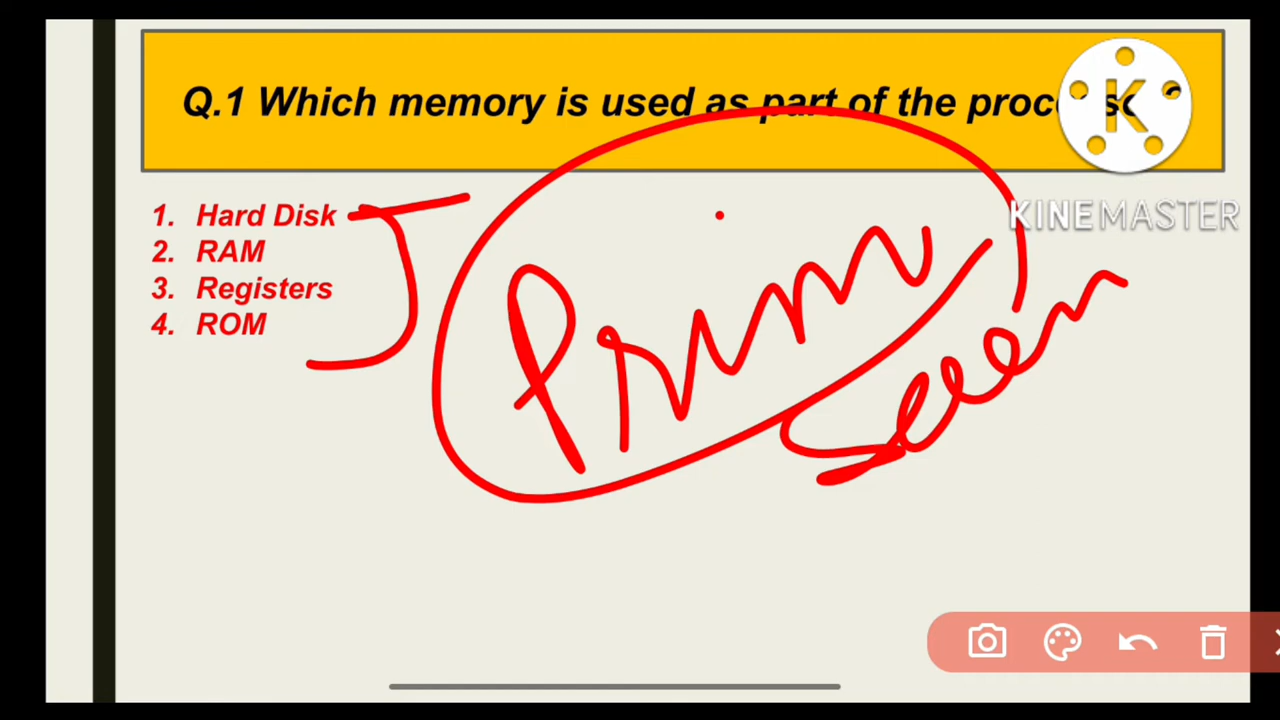 Q.1 Which memory is used as part of the
K
KINEMASTER
1. Hard Disk
2. RAM
3. Registers
4. ROM
Prim